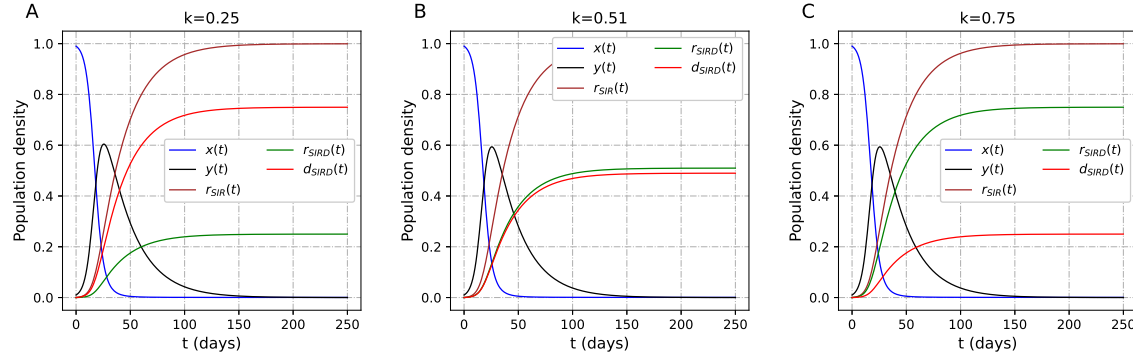 A
k=0.25
Population density
1.0
0.8
0.6
0.4
0.2
0.0
x(t)
y(t)
r_SIR(t)
r_SIRD(t)
d_SIRD(t)
0 50 100 150 200 250
t (days)
B
k=0.51
Population density
1.0
0.8
0.6
0.4
0.2
0.0
x(t)
y(t)
r_SIR(t)
r_SIRD(t)
d_SIRD(t)
0 50 100 150 200 250
t (days)
C
k=0.75
Population density
1.0
0.8
0.6
0.4
0.2
0.0
x(t)
y(t)
r_SIR(t)
r_SIRD(t)
d_SIRD(t)
0 50 100 150 200 250
t (days)